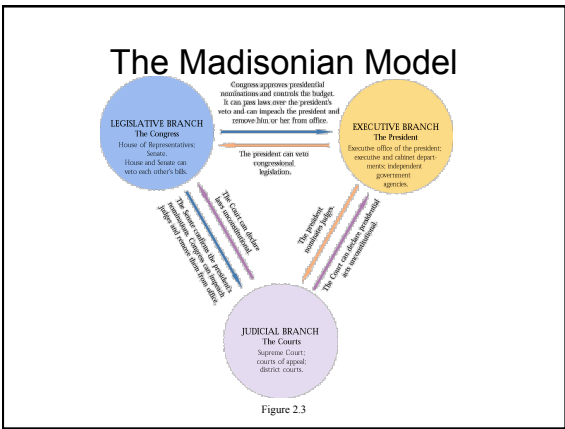 The Madisonian Model
Congress approves presidential
nominations and controls the budget.
It can pass laws over the president's
veto and can impeach the president and
remove him or her from office.
LEGISLATIVE BRANCH
The Congress
House of Representatives;
Senate.
House and Senate can
veto each other's bills.
EXECUTIVE BRANCH
The President
Executive office of the president;
executive and cabinet depart-
ments; independent
government
agencies.
The president can veto
congressional
legislation.
The Court can declare
laws unconstitutional.
The Senate confirms the president's
nominations. Congress can impeach
judges and remove them from office.
The president
nominates judges.
The Court can declare presidential
acts unconstitutional.
JUDICIAL BRANCH
The Courts
Supreme Court;
courts of appeal;
district courts.
Figure 2.3